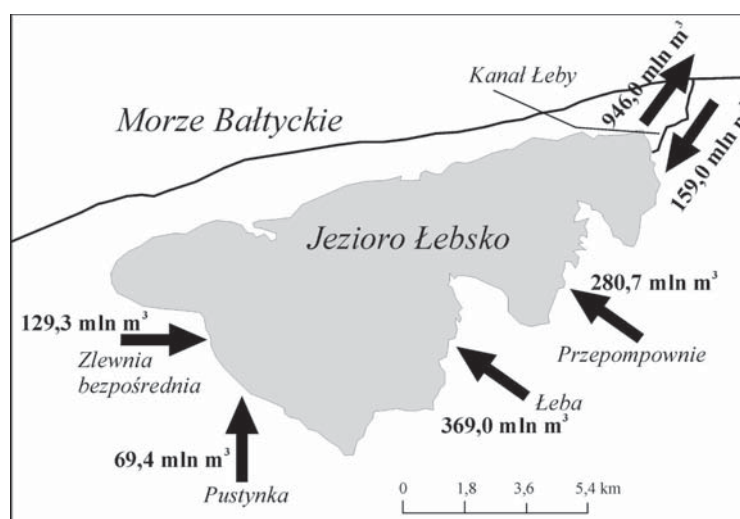 Kanał Łeby
946,0 mln m³
Morze Bałtyckie
159,0 mln m³
Jezioro Łebsko
280,7 mln m³
Przepompownie
129,3 mln m³
Zlewnia
bezpośrednia
Łeba
369,0 mln m³
69,4 mln m³
Pustynka
0 1,8 3,6 5,4 km